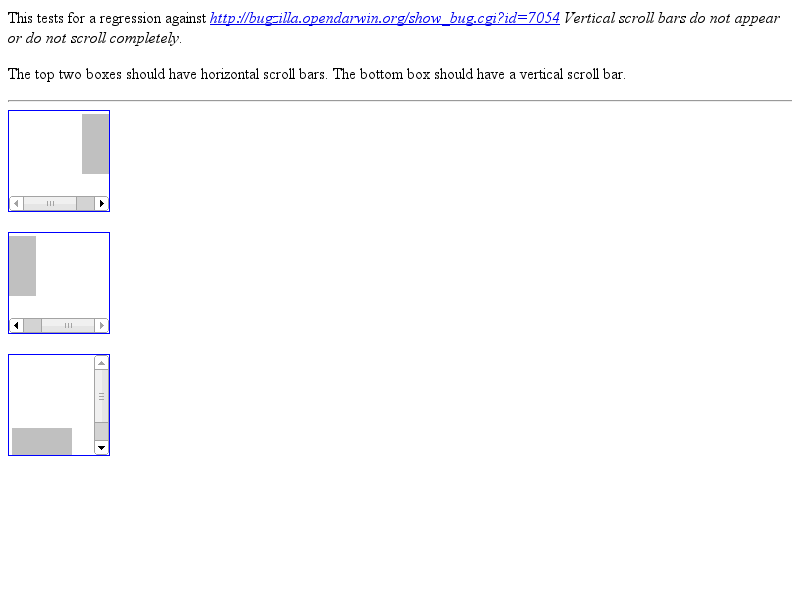 This tests for a regression against http://bugzilla.opendarwin.org/show_bug.cgi?id=7054 Vertical scroll bars do not appear
or do not scroll completely.
The top two boxes should have horizontal scroll bars. The bottom box should have a vertical scroll bar.